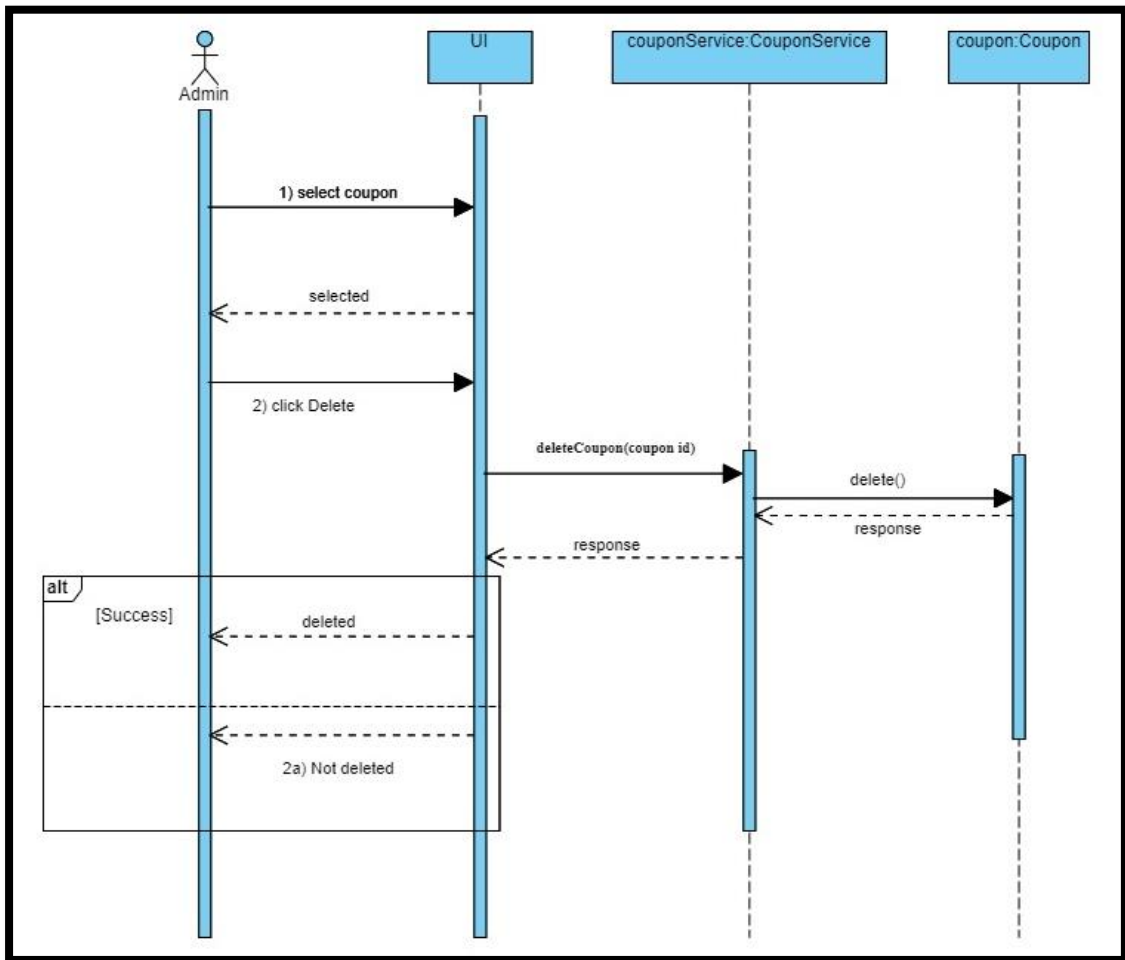 UI
couponService:CouponService
coupon:Coupon
Admin
1) select coupon
selected
2) click Delete
deleteCoupon(coupon id)
delete()
response
response
alt
[Success]
deleted
2a) Not deleted